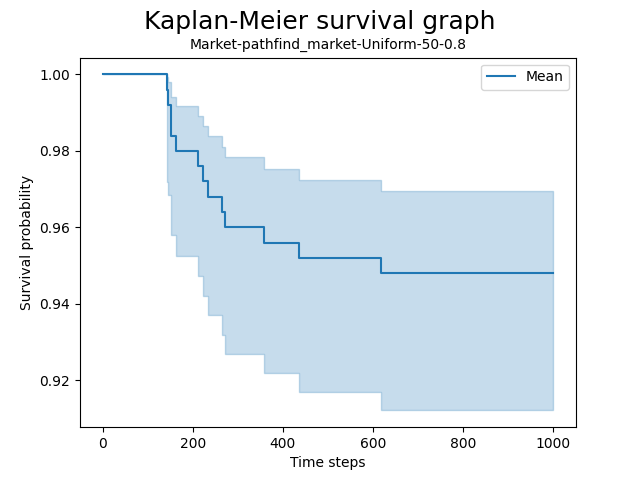 Kaplan-Meier survival graph
Market-pathfind_market-Uniform-50-0.8
Mean
Survival probability
1.00
0.98
0.96
0.94
0.92
0
200
400
600
800
1000
Time steps